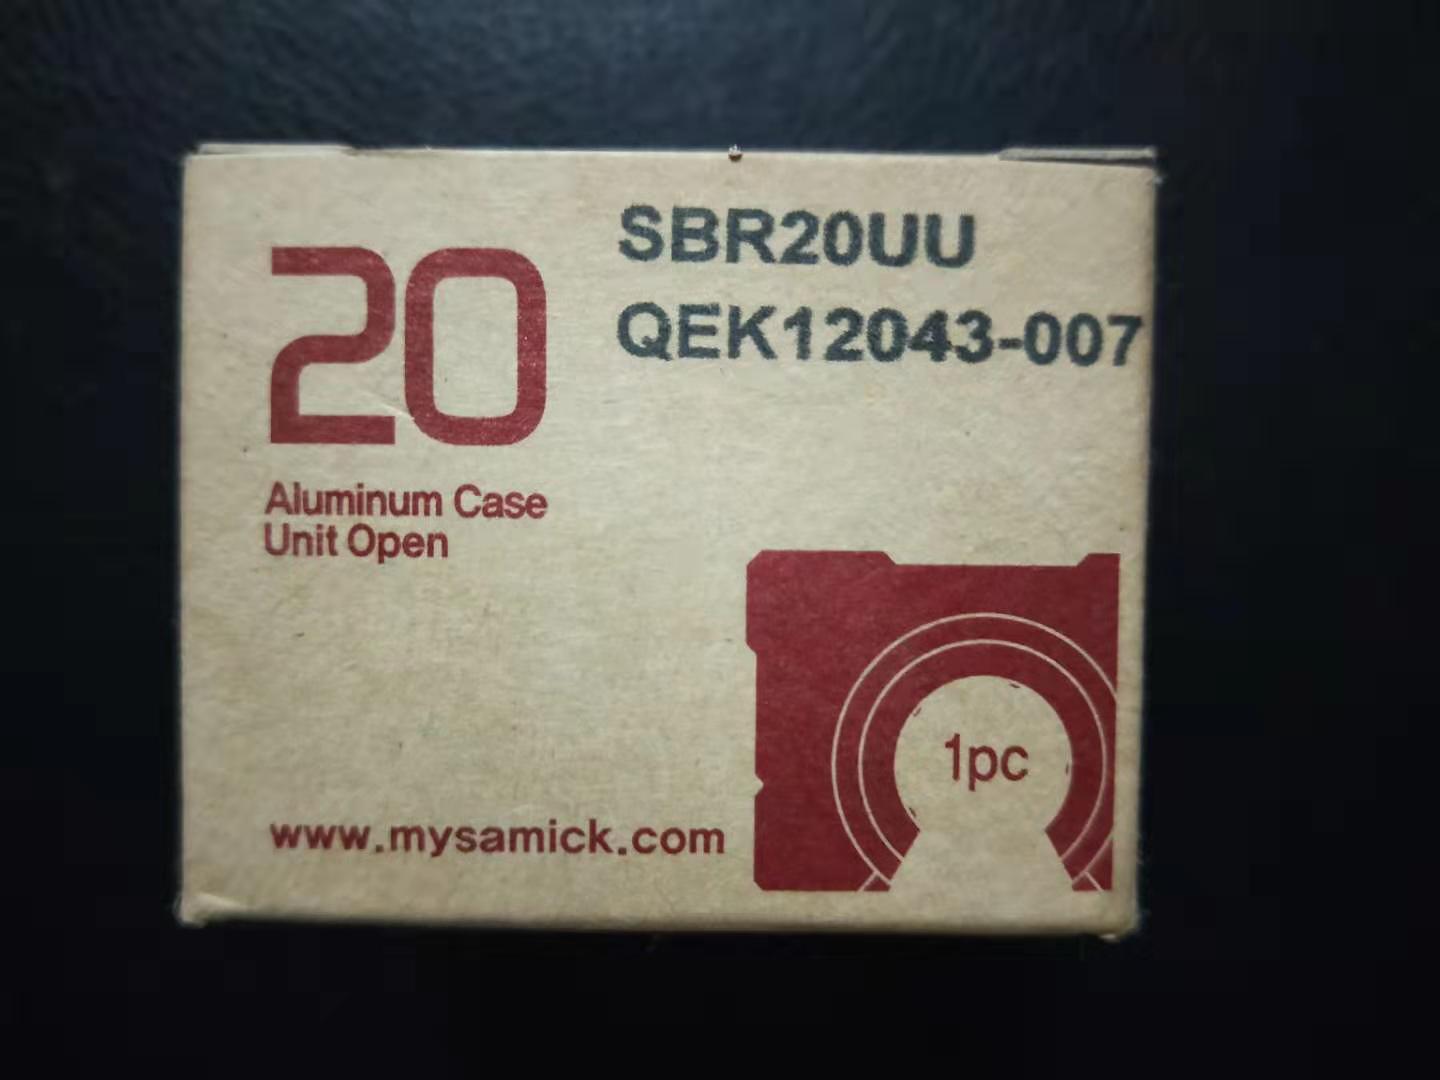 SBR20UU
QEK12043-007
20
Aluminum Case
Unit Open
1pc
www.mysamick.com